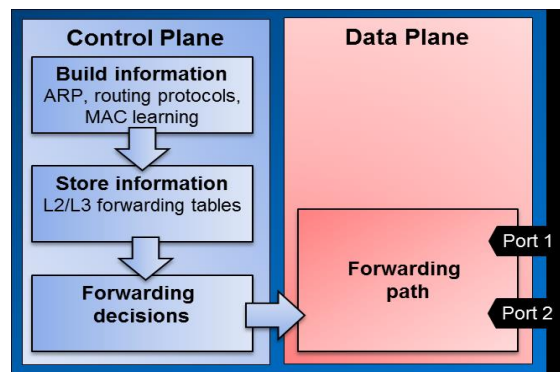 Control Plane
Build information
ARP, routing protocols,
MAC learning
Store information
L2/L3 forwarding tables
Forwarding
decisions
Data Plane
Forwarding
path
Port 1
Port 2